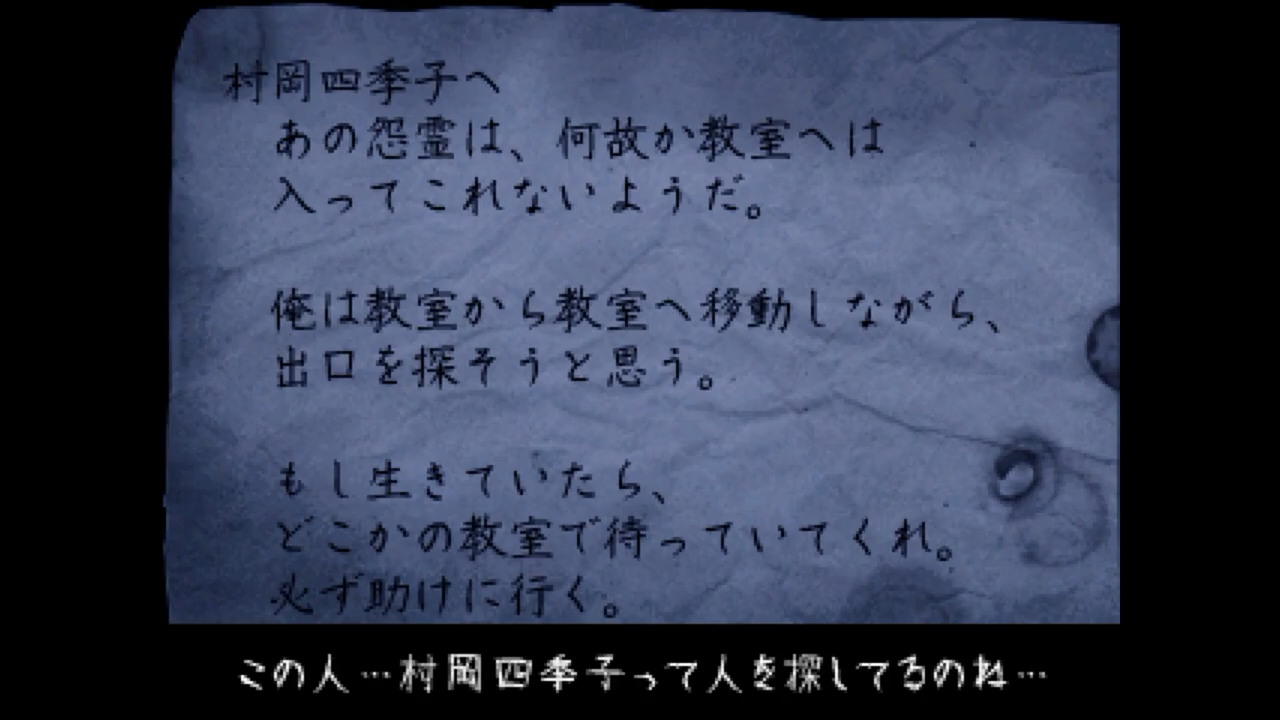 村岡四季子へ
あの怨霊は、何故か教室へは
入ってこれないようだ。
俺は教室から教室へ移動しながら、
出口を探そうと思う。
もし生きていたら、
どこかの教室で待っていてくれ。
必ず助けに行く。
この人…村岡四季子って人を探してるのね…